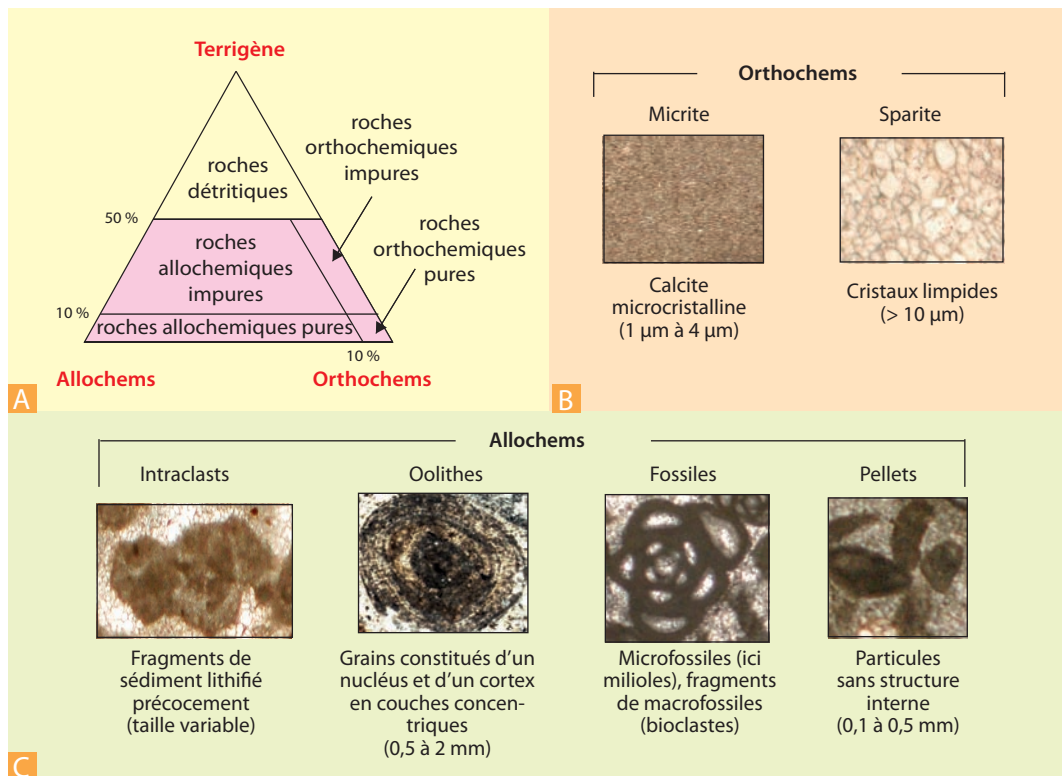 Terrigène
roches
orthochemiques
impures
roches
détritiques
50 %
roches
orthochemiques
pures
roches
allochemiques
impures
10 %
roches allochemiques pures
10 %
Allochems
Orthochems
A
Orthochems
Micrite
Sparite
Calcite
microcristalline
(1 µm à 4 µm)
Cristaux limpides
(> 10 µm)
B
Allochems
Intraclasts
Oolithes
Fossiles
Pellets
Fragments de
sédiment lithifié
précocement
(taille variable)
Grains constitués d'un
nucléus et d'un cortex
en couches concen-
triques
(0,5 à 2 mm)
Microfossiles (ici
milioles), fragments
de macrofossiles
(bioclastes)
Particules
sans structure
interne
(0,1 à 0,5 mm)
C